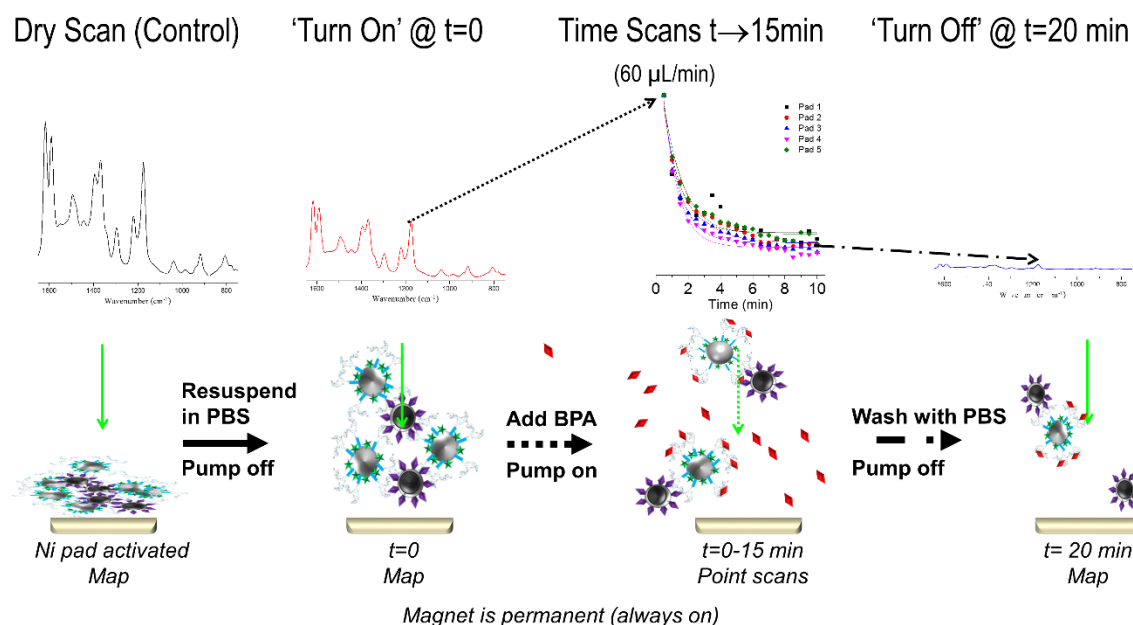 Dry Scan (Control)
'Turn On' @ t=0
Time Scans t→15min
'Turn Off' @ t=20 min
(60 µL/min)
Pad 1
Pad 2
Pad 3
Pad 4
Pad 5
1600 1400 1200 1000 800
Wavenumber (cm⁻¹)
1600 1400 1200 1000 800
Wavenumber (cm⁻¹)
0 2 4 6 8 10
Time (min)
1200 1000 800
Resuspend
in PBS
Pump off
Add BPA
Pump on
Wash with PBS
Pump off
Ni pad activated
Map
t=0
Map
t=0-15 min
Point scans
t= 20 min
Map
Magnet is permanent (always on)